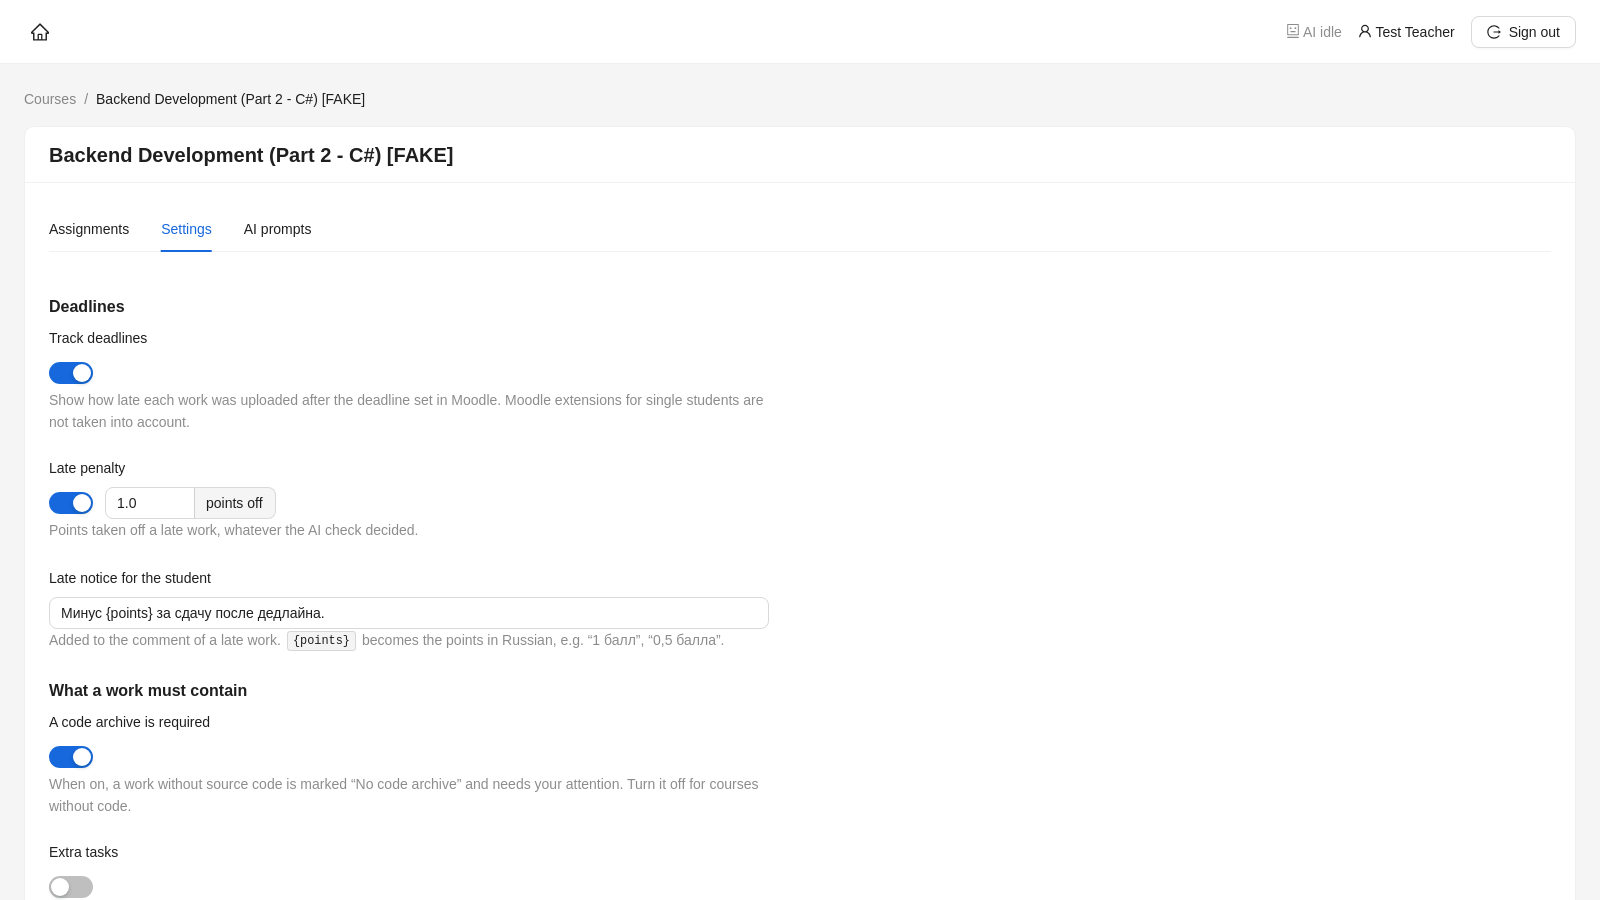 AI idle
Test Teacher
Sign out
Courses / Backend Development (Part 2 - C#) [FAKE]
Backend Development (Part 2 - C#) [FAKE]
Assignments
Settings
AI prompts
Deadlines
Track deadlines
Show how late each work was uploaded after the deadline set in Moodle. Moodle extensions for single students are
not taken into account.
Late penalty
1.0 points off
Points taken off a late work, whatever the AI check decided.
Late notice for the student
Минус {points} за сдачу после дедлайна.
Added to the comment of a late work. {points} becomes the points in Russian, e.g. “1 балл”, “0,5 балла”.
What a work must contain
A code archive is required
When on, a work without source code is marked “No code archive” and needs your attention. Turn it off for courses
without code.
Extra tasks